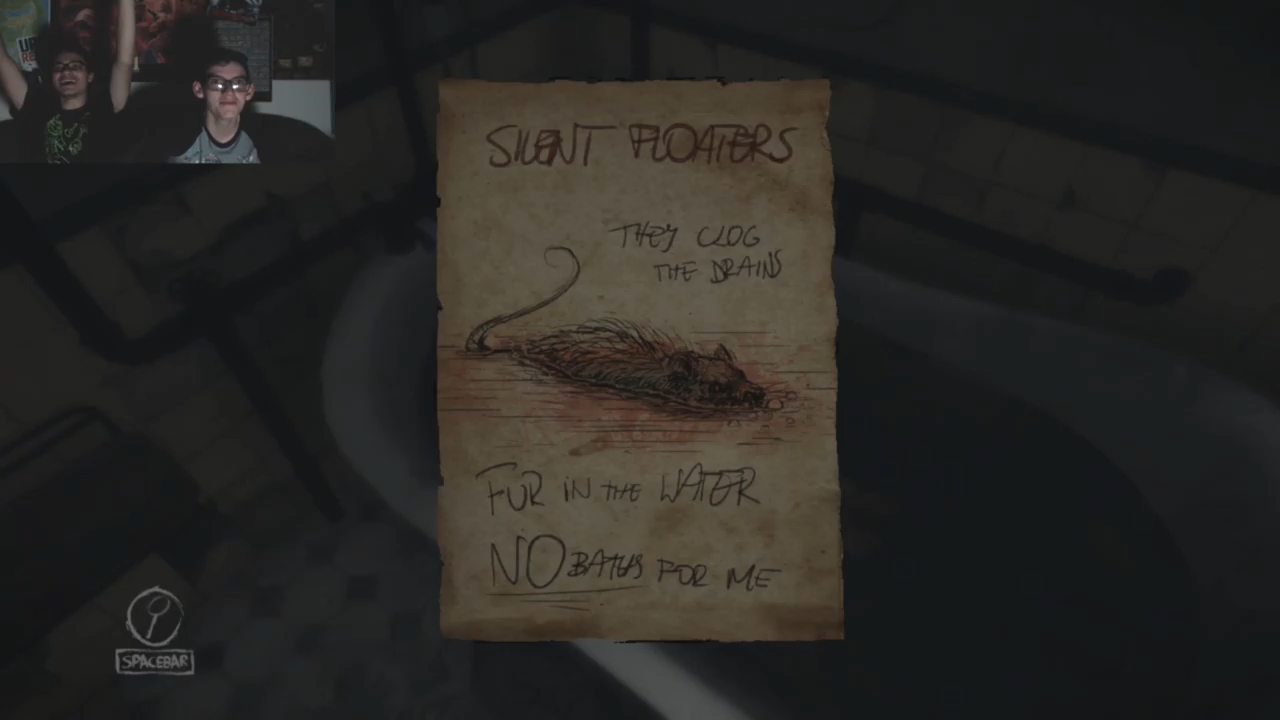 SILENT FLOATERS
THEY CLOG
THE DRAINS
FUR IN THE WATER
NO BATHS FOR ME
SPACEBAR